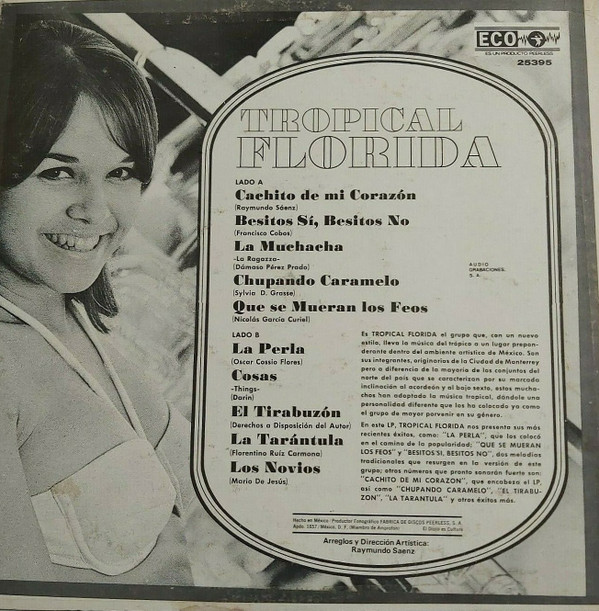 ECO
ES UN PRODUCTO PEERLESS
25395
TROPICAL
FLORIDA
LADO A
Cachito de mi Corazón
(Raymundo Sáenz)
Besitos Sí, Besitos No
(Francisco Cobos)
La Muchacha
-La Ragazza-
(Dámaso Pérez Prado)
Chupando Caramelo
(Sylvia D. Grasse)
Que se Mueran los Feos
(Nicolás García Curiel)
AUDIO
GRABACIONES,
S. A.
LADO B
La Perla
(Oscar Cossio Flores)
Cosas
-Things-
(Darin)
El Tirabuzón
(Derechos a Disposición del Autor)
La Tarántula
(Florentino Ruíz Carmona)
Los Novios
(Mario De Jesús)
Es TROPICAL FLORIDA el grupo que, con un nuevo
estilo, lleva la música del trópico a un lugar prepon-
derante dentro del ambiente artístico de México. Son
sus integrantes, originarios de la Ciudad de Monterrey
pero a diferencia de la mayoría de los conjuntos del
norte del país que se caracterizan por su marcada
inclinación al acordeón y al bajo sexto, estos mucha-
chos han adoptado la música tropical, dándole una
personalidad diferente que los ha colocado ya como
el grupo de mayor porvenir en su género.
En este LP, TROPICAL FLORIDA nos presenta sus más
recientes éxitos, como: "LA PERLA", que los colocó
en el camino de la popularidad; "QUE SE MUERAN
LOS FEOS" y "BESITOS SI, BESITOS NO", dos melodías
tradicionales que resurgen en la versión de este
grupo; otros números que pronto sonarán fuerte son:
"CACHITO DE MI CORAZON", que encabeza el LP,
así como "CHUPANDO CARAMELO", "EL TIRABU-
ZON", "LA TARANTULA" y otros éxitos más.
Hecho en México: Productor Fonográfico FABRICA DE DISCOS PEERLESS, S. A.
Apdo. 1937 / México, D. F. (Miembro de Amprofon) El Disco es Cultura
Arreglos y Dirección Artística:
Raymundo Saenz